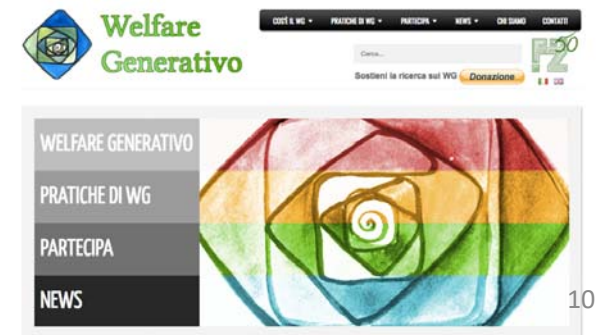 Welfare
Generativo
COS'È IL WG
PRATICHE DI WG
PARTECIPA
NEWS
CHI SIAMO
CONTATTI
Cerca...
Sostieni la ricerca sul WG
Donazione
WELFARE GENERATIVO
PRATICHE DI WG
PARTECIPA
NEWS
10